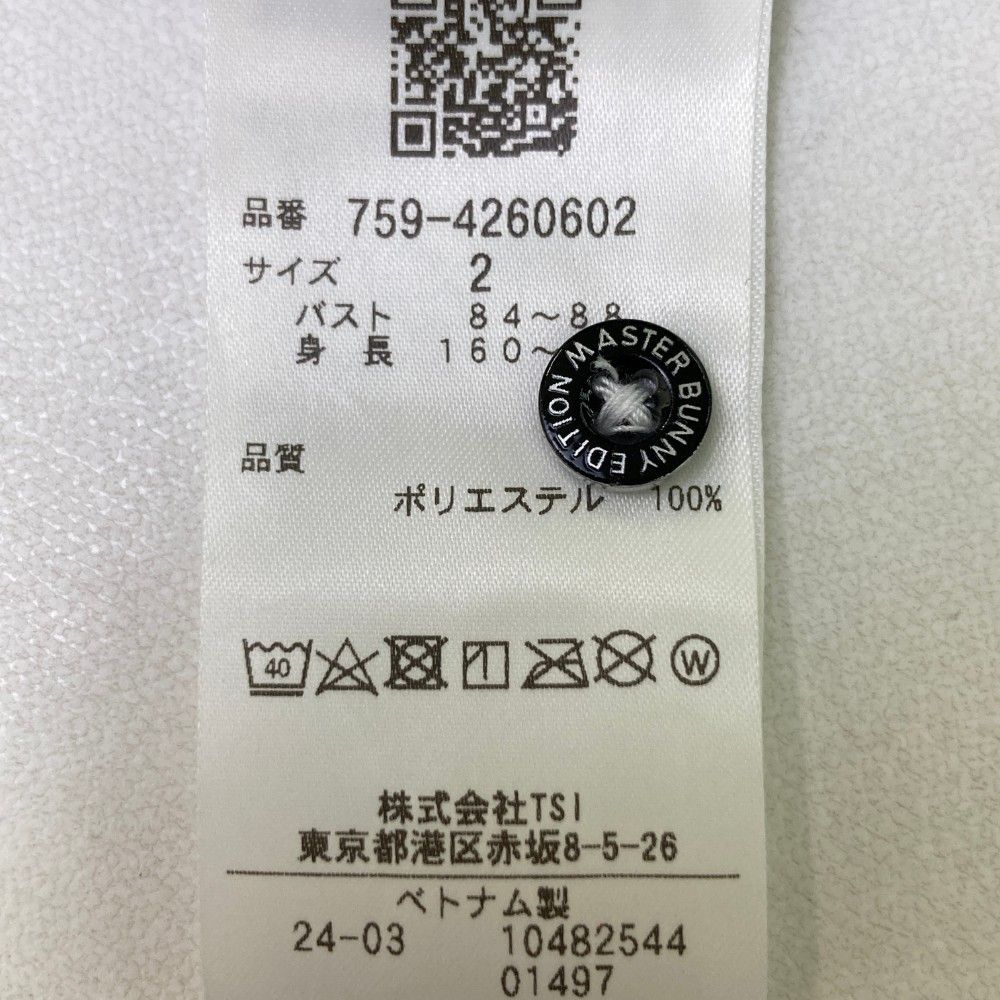 品番 759-4260602
サイズ 2
バスト 84～88
身長 160～
MASTER BUNNY EDITION
品質
ポリエステル 100%
40
W
株式会社TSI
東京都港区赤坂8-5-26
ベトナム製
24-03 10482544
01497